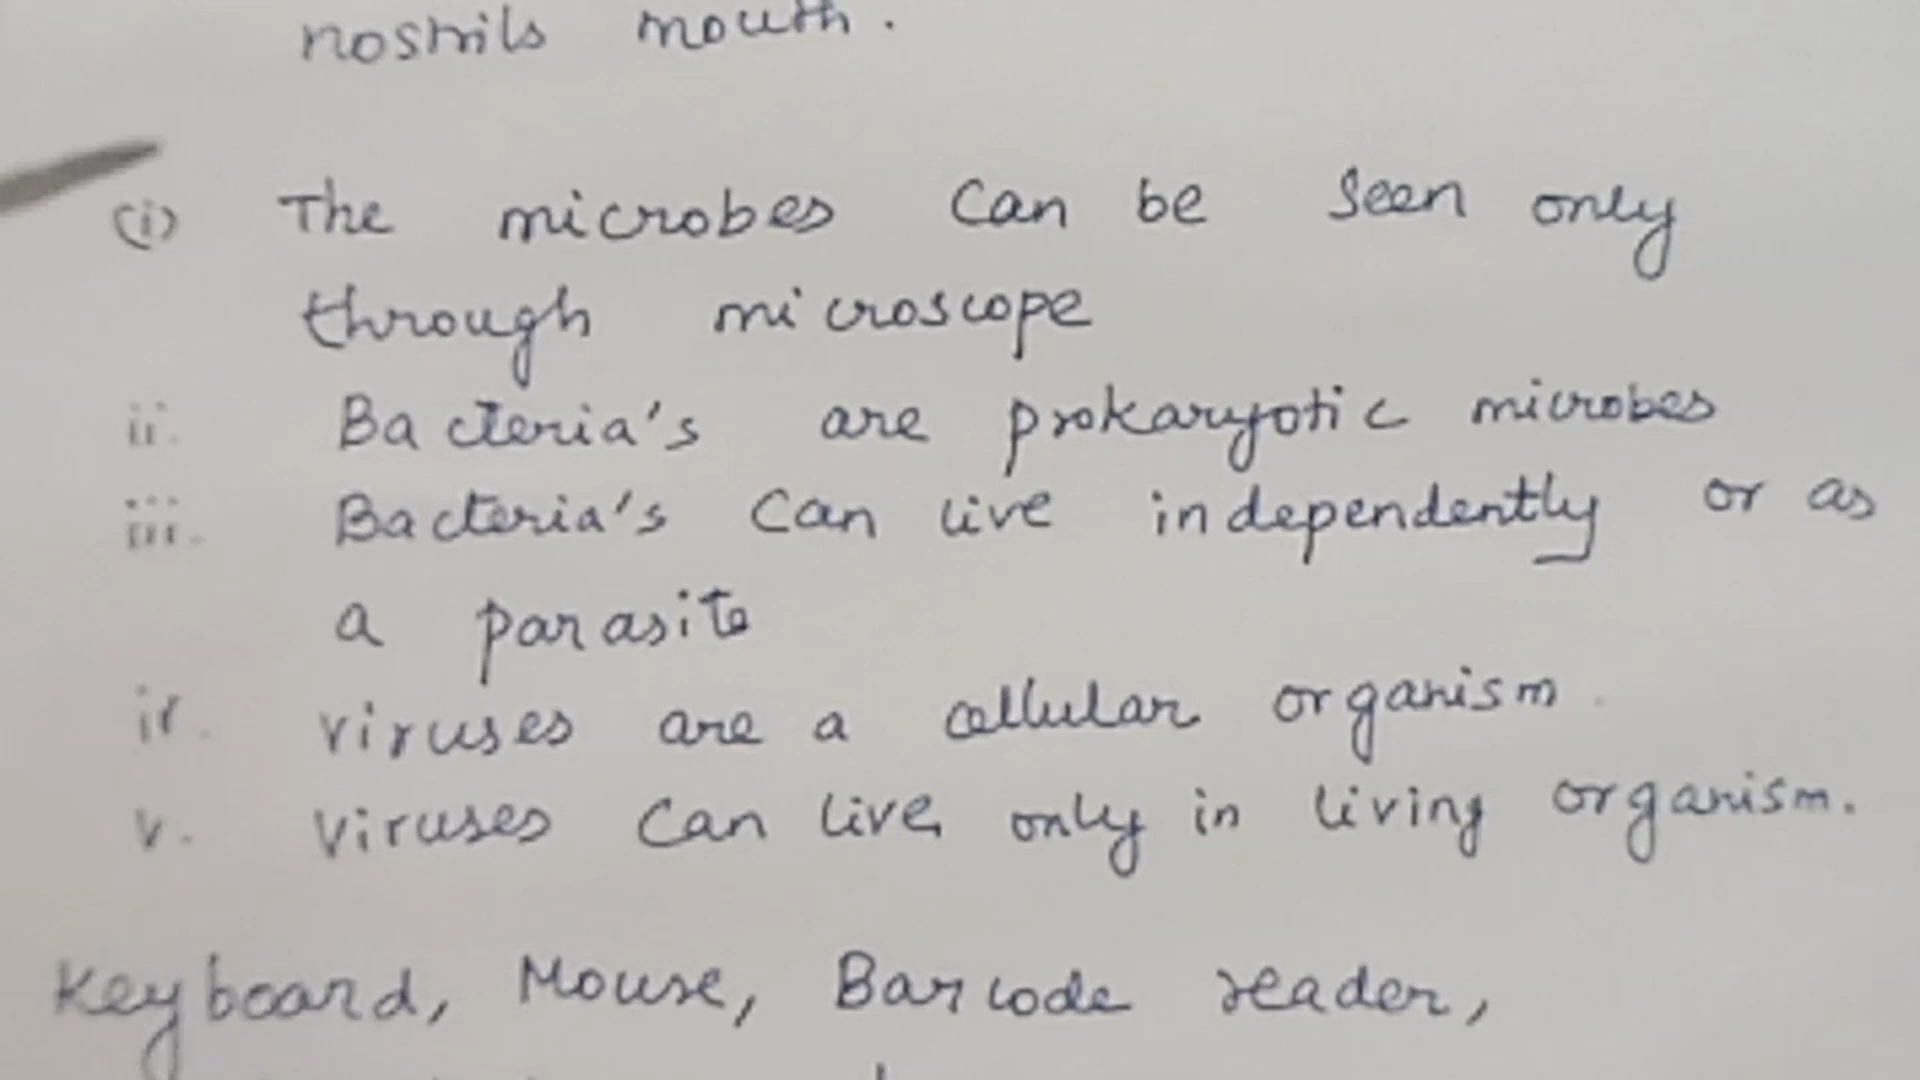 nostrils mouth.
(i) The microbes can be seen only
through microscope
ii. Bacteria's are prokaryotic microbes
iii. Bacteria's can live independently or as
a parasite
iv. viruses are a cellular organism.
v. viruses can live only in living organism.
Keyboard, Mouse, Barcode reader,